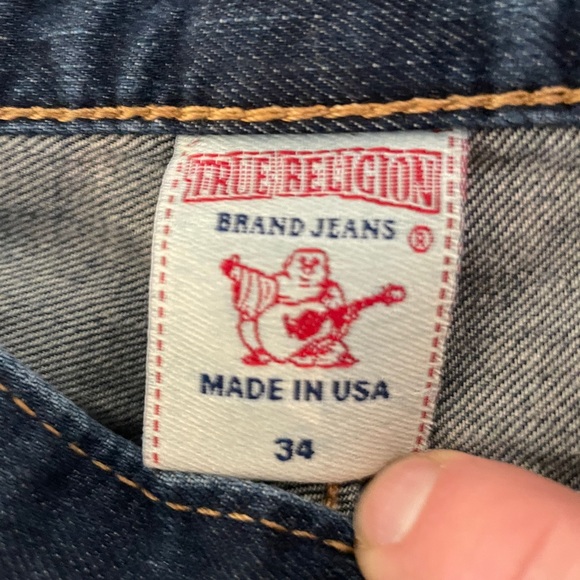 TRUE RELIGION
BRAND JEANS ®
MADE IN USA
34